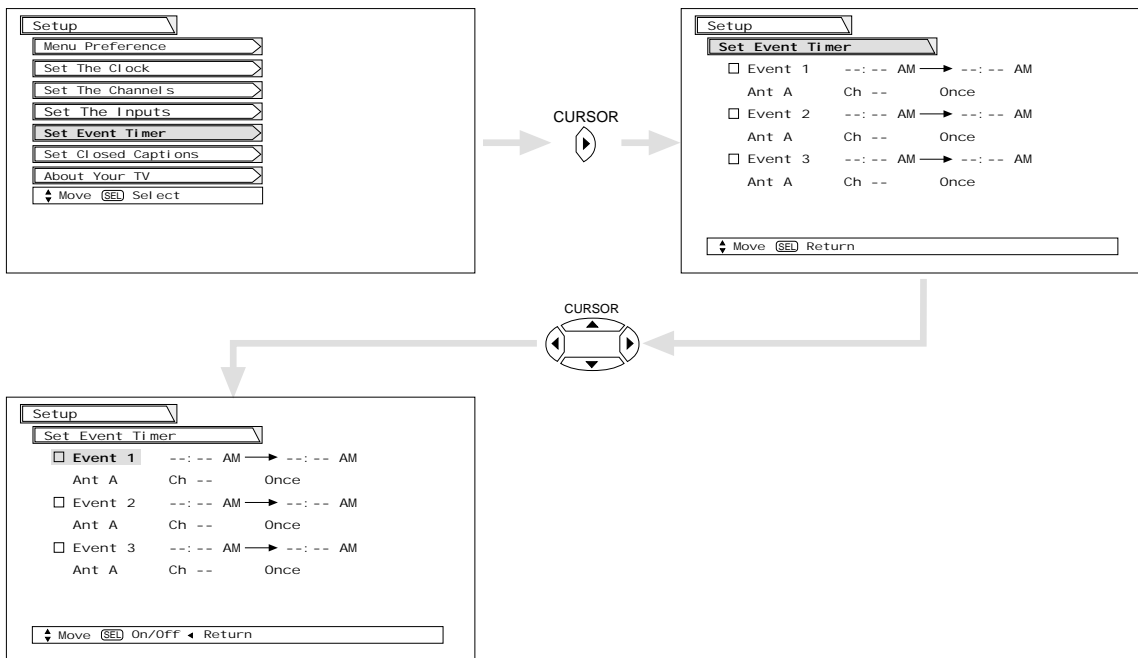 Setup
Menu Preference
Set The Clock
Set The Channels
Set The Inputs
Set Event Timer
Set Closed Captions
About Your TV
Move SEL Select
CURSOR
Setup
Set Event Timer
Event 1 --:-- AM --:-- AM
Ant A Ch -- Once
Event 2 --:-- AM --:-- AM
Ant A Ch -- Once
Event 3 --:-- AM --:-- AM
Ant A Ch -- Once
Move SEL Return
CURSOR
Setup
Set Event Timer
Event 1 --:-- AM --:-- AM
Ant A Ch -- Once
Event 2 --:-- AM --:-- AM
Ant A Ch -- Once
Event 3 --:-- AM --:-- AM
Ant A Ch -- Once
Move SEL On/Off Return